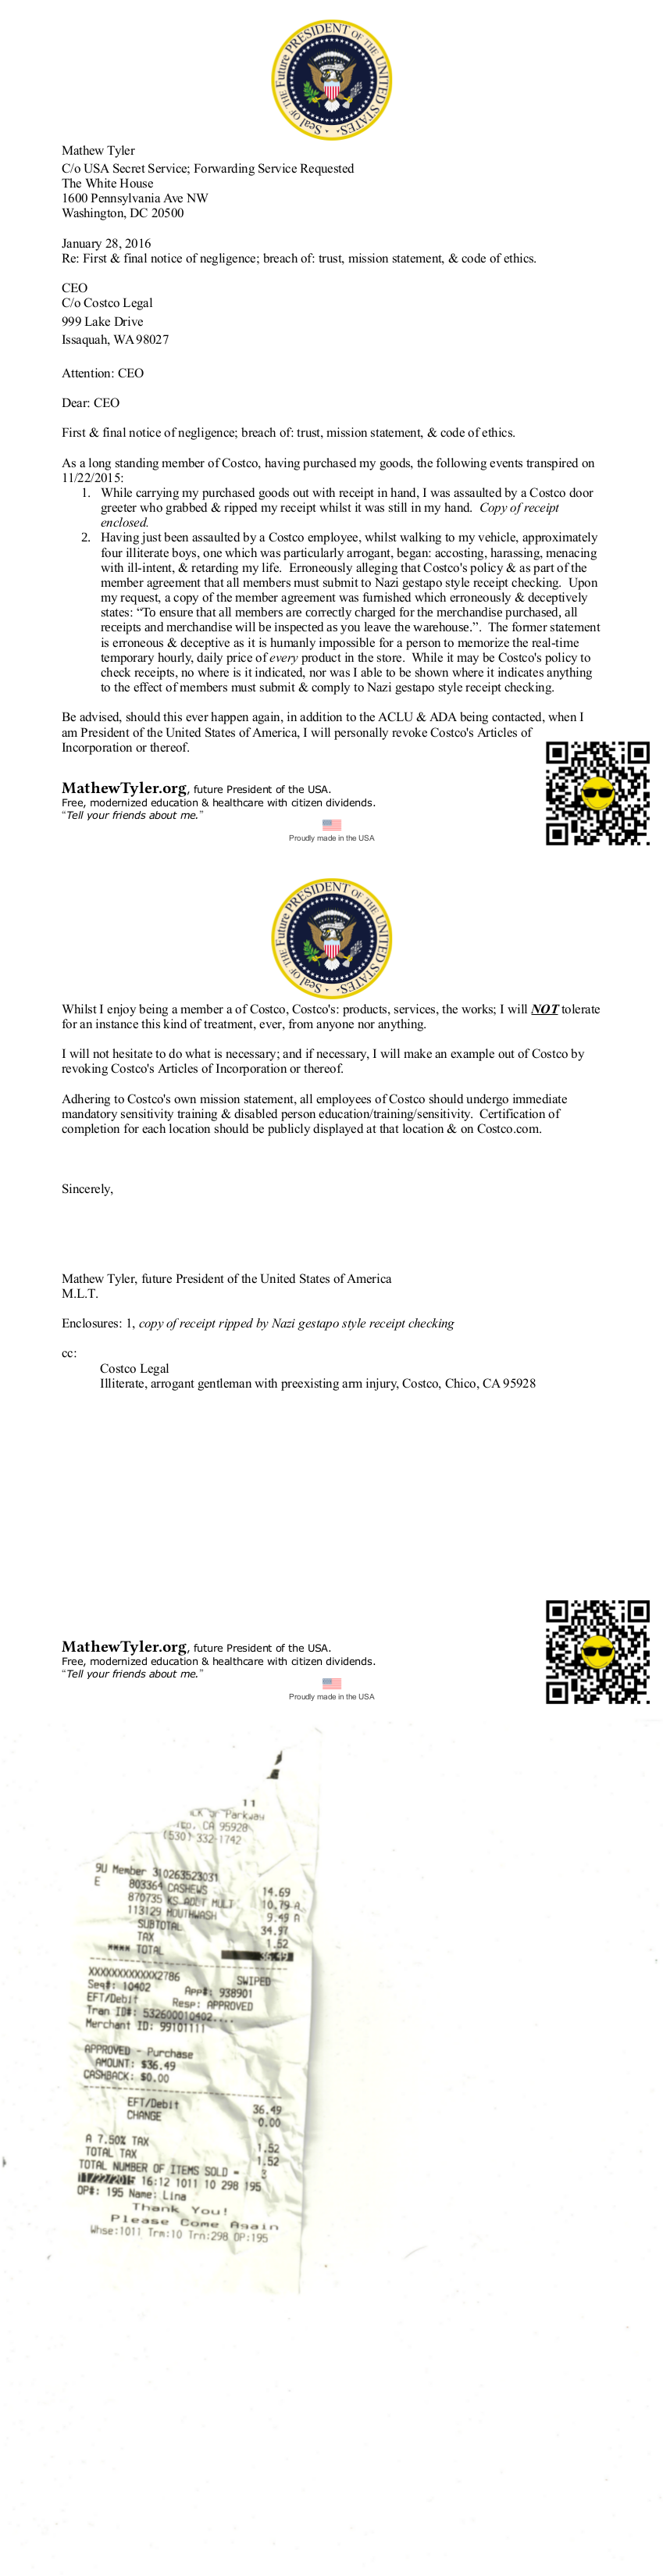 Seal OF THE Future PRESIDENT OF THE UNITED STATES
Mathew Tyler
C/o USA Secret Service; Forwarding Service Requested
The White House
1600 Pennsylvania Ave NW
Washington, DC 20500
January 28, 2016
Re: First & final notice of negligence; breach of: trust, mission statement, & code of ethics.
CEO
C/o Costco Legal
999 Lake Drive
Issaquah, WA 98027
Attention: CEO
Dear: CEO
First & final notice of negligence; breach of: trust, mission statement, & code of ethics.
As a long standing member of Costco, having purchased my goods, the following events transpired on
11/22/2015:
1. While carrying my purchased goods out with receipt in hand, I was assaulted by a Costco door
greeter who grabbed & ripped my receipt whilst it was still in my hand. Copy of receipt
enclosed.
2. Having just been assaulted by a Costco employee, whilst walking to my vehicle, approximately
four illiterate boys, one which was particularly arrogant, began: accosting, harassing, menacing
with ill-intent, & retarding my life. Erroneously alleging that Costco's policy & as part of the
member agreement that all members must submit to Nazi gestapo style receipt checking. Upon
my request, a copy of the member agreement was furnished which erroneously & deceptively
states: “To ensure that all members are correctly charged for the merchandise purchased, all
receipts and merchandise will be inspected as you leave the warehouse.”. The former statement
is erroneous & deceptive as it is humanly impossible for a person to memorize the real-time
temporary hourly, daily price of every product in the store. While it may be Costco's policy to
check receipts, no where is it indicated, nor was I able to be shown where it indicates anything
to the effect of members must submit & comply to Nazi gestapo style receipt checking.
Be advised, should this ever happen again, in addition to the ACLU & ADA being contacted, when I
am President of the United States of America, I will personally revoke Costco's Articles of
Incorporation or thereof.
MathewTyler.org, future President of the USA.
Free, modernized education & healthcare with citizen dividends.
“Tell your friends about me.”
Proudly made in the USA
Seal OF THE Future PRESIDENT OF THE UNITED STATES
Whilst I enjoy being a member a of Costco, Costco's: products, services, the works; I will NOT tolerate
for an instance this kind of treatment, ever, from anyone nor anything.
I will not hesitate to do what is necessary; and if necessary, I will make an example out of Costco by
revoking Costco's Articles of Incorporation or thereof.
Adhering to Costco's own mission statement, all employees of Costco should undergo immediate
mandatory sensitivity training & disabled person education/training/sensitivity. Certification of
completion for each location should be publicly displayed at that location & on Costco.com.
Sincerely,
Mathew Tyler, future President of the United States of America
M.L.T.
Enclosures: 1, copy of receipt ripped by Nazi gestapo style receipt checking
cc:
Costco Legal
Illiterate, arrogant gentleman with preexisting arm injury, Costco, Chico, CA 95928
MathewTyler.org, future President of the USA.
Free, modernized education & healthcare with citizen dividends.
“Tell your friends about me.”
Proudly made in the USA
11
Parkway
CA 95928
(530) 332-1742
9U Member 310263523031
E 803364 CASHEWS 14.69
870735 KS ADLT MULT 10.79 A
113129 MOUTHWASH 9.49 A
SUBTOTAL 34.97
TAX 1.52
**** TOTAL
XXXXXXXXXXXX2786 SWIPED
Seq#: 10402 App#: 938901
EFT/Debit Resp: APPROVED
Tran ID#: 532600010402....
Merchant ID: 99101111
APPROVED - Purchase
AMOUNT: $36.49
CASHBACK: $0.00
EFT/Debit 36.49
CHANGE 0.00
A 7.50% TAX 1.52
TOTAL TAX 1.52
TOTAL NUMBER OF ITEMS SOLD = 3
11/22/2015 16:12 1011 10 298 195
OP#: 195 Name: Lina
Thank You!
Please Come Again
Whse:1011 Trm:10 Trn:298 OP:195